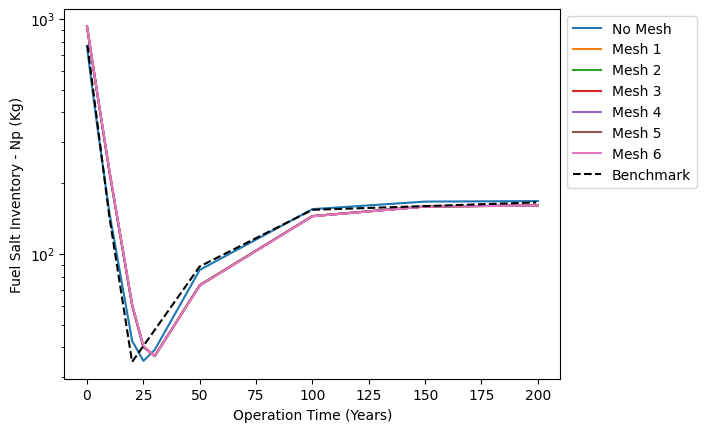 10³
10²
Fuel Salt Inventory - Np (Kg)
0
25
50
75
100
125
150
175
200
Operation Time (Years)
No Mesh
Mesh 1
Mesh 2
Mesh 3
Mesh 4
Mesh 5
Mesh 6
Benchmark